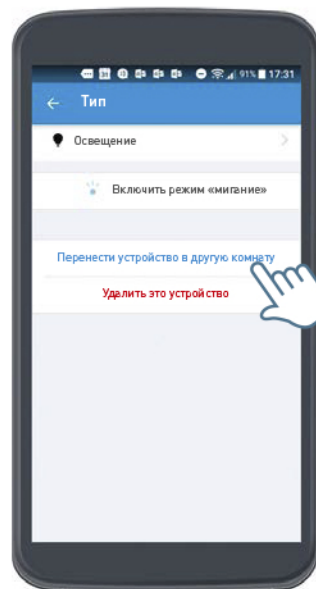 91% 17:31
Тип
Освещение
Включить режим «мигание»
Перенести устройство в другую комнату
Удалить это устройство